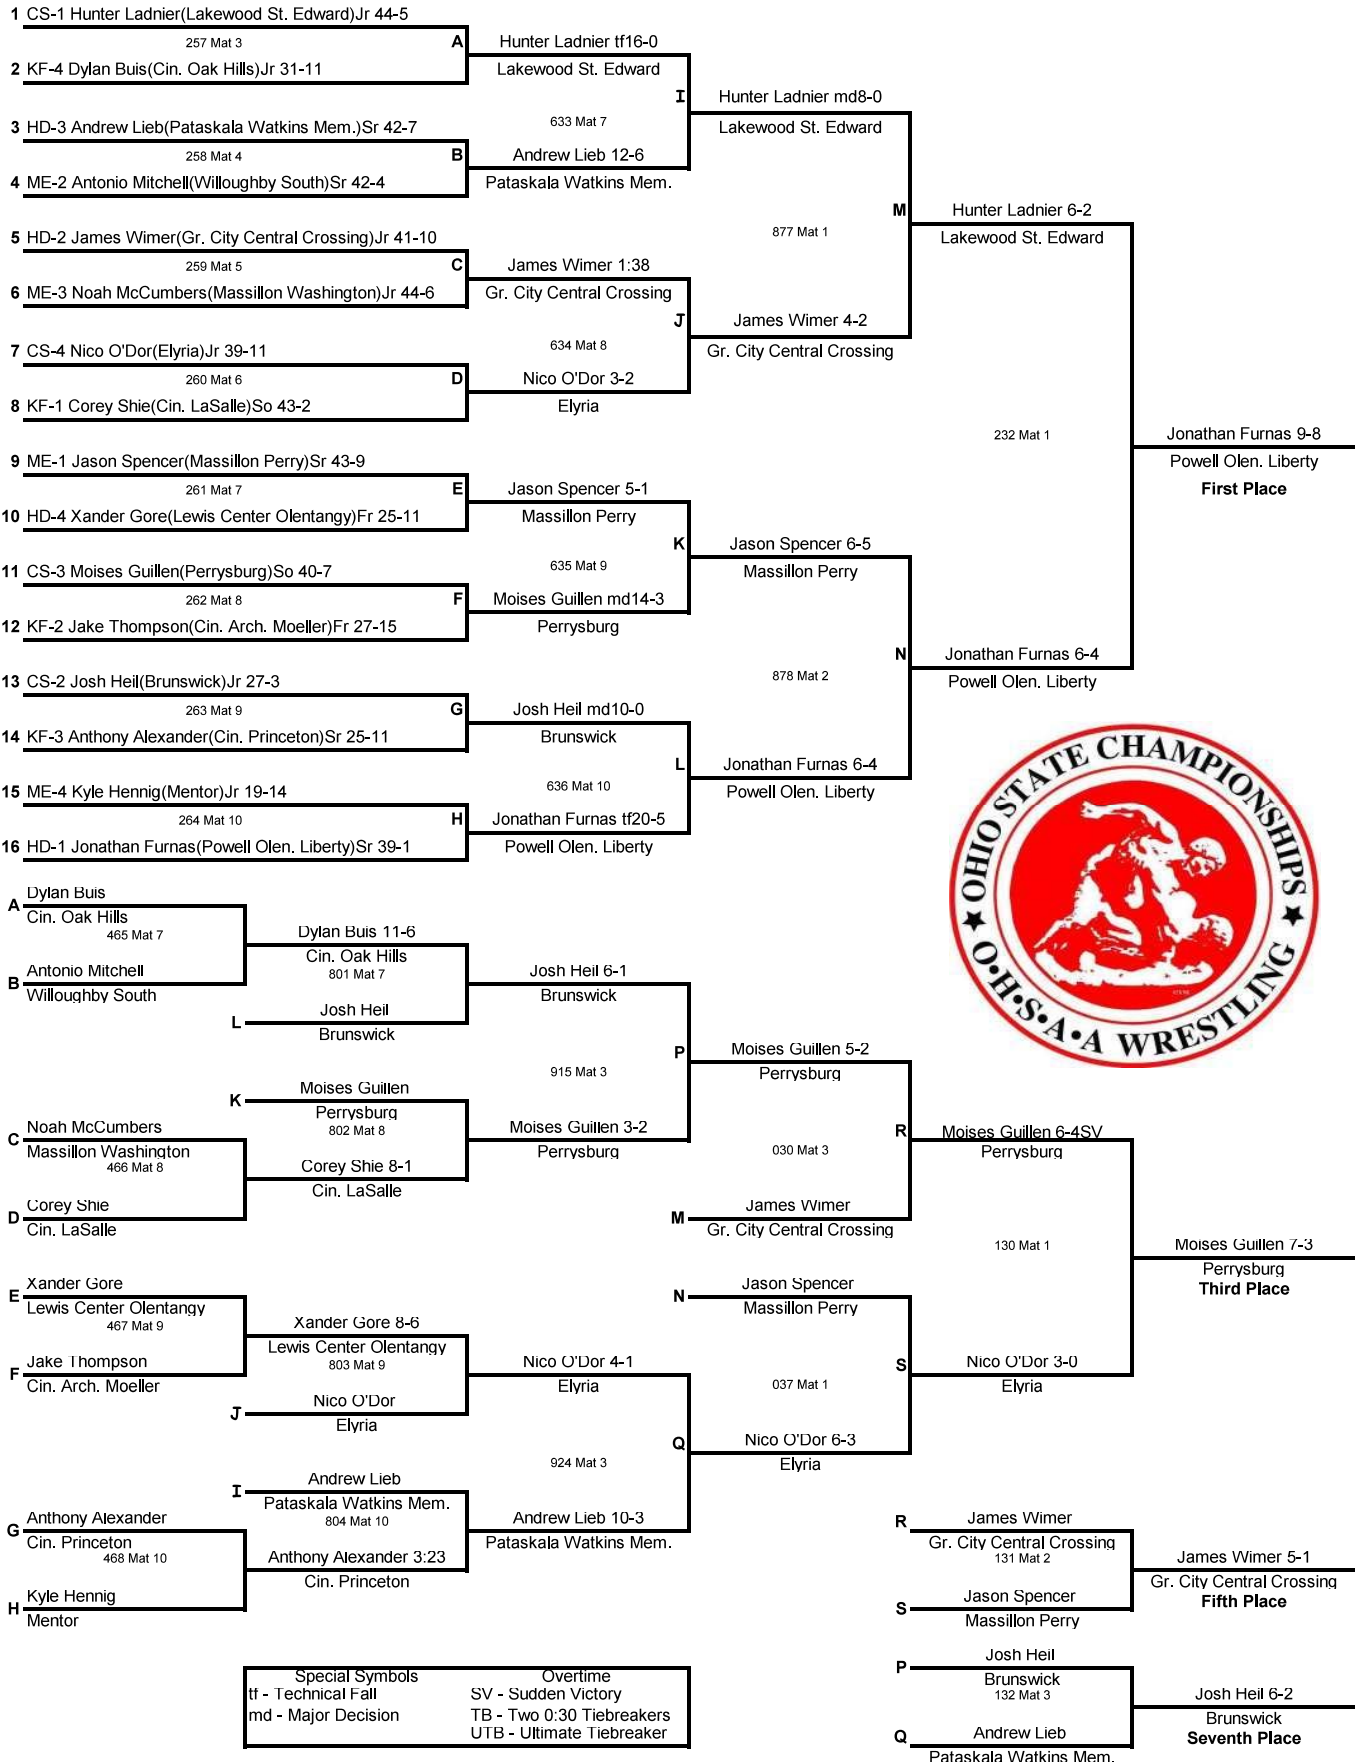 1 CS-1 Hunter Ladnier(Lakewood St. Edward)Jr 44-5
257 Mat 3
A
2 KF-4 Dylan Buis(Cin. Oak Hills)Jr 31-11
Hunter Ladnier tf16-0
Lakewood St. Edward
I
633 Mat 7
3 HD-3 Andrew Lieb(Pataskala Watkins Mem.)Sr 42-7
258 Mat 4
B
4 ME-2 Antonio Mitchell(Willoughby South)Sr 42-4
Andrew Lieb 12-6
Pataskala Watkins Mem.
Hunter Ladnier md8-0
Lakewood St. Edward
M
877 Mat 1
5 HD-2 James Wimer(Gr. City Central Crossing)Jr 41-10
259 Mat 5
C
6 ME-3 Noah McCumbers(Massillon Washington)Jr 44-6
James Wimer 1:38
Gr. City Central Crossing
J
634 Mat 8
7 CS-4 Nico O'Dor(Elyria)Jr 39-11
260 Mat 6
D
8 KF-1 Corey Shie(Cin. LaSalle)So 43-2
Nico O'Dor 3-2
Elyria
James Wimer 4-2
Gr. City Central Crossing
Hunter Ladnier 6-2
Lakewood St. Edward
232 Mat 1
9 ME-1 Jason Spencer(Massillon Perry)Sr 43-9
261 Mat 7
E
10 HD-4 Xander Gore(Lewis Center Olentangy)Fr 25-11
Jason Spencer 5-1
Massillon Perry
K
635 Mat 9
11 CS-3 Moises Guillen(Perrysburg)So 40-7
262 Mat 8
F
12 KF-2 Jake Thompson(Cin. Arch. Moeller)Fr 27-15
Moises Guillen md14-3
Perrysburg
Jason Spencer 6-5
Massillon Perry
N
878 Mat 2
13 CS-2 Josh Heil(Brunswick)Jr 27-3
263 Mat 9
G
14 KF-3 Anthony Alexander(Cin. Princeton)Sr 25-11
Josh Heil md10-0
Brunswick
L
636 Mat 10
15 ME-4 Kyle Hennig(Mentor)Jr 19-14
264 Mat 10
H
16 HD-1 Jonathan Furnas(Powell Olen. Liberty)Sr 39-1
Jonathan Furnas tf20-5
Powell Olen. Liberty
Jonathan Furnas 6-4
Powell Olen. Liberty
Jonathan Furnas 6-4
Powell Olen. Liberty
Jonathan Furnas 9-8
Powell Olen. Liberty
First Place
★ OHIO STATE CHAMPIONSHIPS ★
O•H•S•A•A WRESTLING
A
Dylan Buis
Cin. Oak Hills
465 Mat 7
B
Antonio Mitchell
Willoughby South
Dylan Buis 11-6
Cin. Oak Hills
801 Mat 7
L
Josh Heil
Brunswick
Josh Heil 6-1
Brunswick
P
915 Mat 3
K
Moises Guillen
Perrysburg
802 Mat 8
C
Noah McCumbers
Massillon Washington
466 Mat 8
D
Corey Shie
Cin. LaSalle
Corey Shie 8-1
Cin. LaSalle
Moises Guillen 3-2
Perrysburg
Moises Guillen 5-2
Perrysburg
R
030 Mat 3
M
James Wimer
Gr. City Central Crossing
Moises Guillen 6-4SV
Perrysburg
130 Mat 1
E
Xander Gore
Lewis Center Olentangy
467 Mat 9
F
Jake Thompson
Cin. Arch. Moeller
Xander Gore 8-6
Lewis Center Olentangy
803 Mat 9
J
Nico O'Dor
Elyria
Nico O'Dor 4-1
Elyria
Q
924 Mat 3
I
Andrew Lieb
Pataskala Watkins Mem.
804 Mat 10
G
Anthony Alexander
Cin. Princeton
468 Mat 10
H
Kyle Hennig
Mentor
Anthony Alexander 3:23
Cin. Princeton
Andrew Lieb 10-3
Pataskala Watkins Mem.
N
Jason Spencer
Massillon Perry
S
037 Mat 1
Nico O'Dor 6-3
Elyria
Nico O'Dor 3-0
Elyria
Moises Guillen 7-3
Perrysburg
Third Place
R
James Wimer
Gr. City Central Crossing
131 Mat 2
S
Jason Spencer
Massillon Perry
James Wimer 5-1
Gr. City Central Crossing
Fifth Place
P
Josh Heil
Brunswick
132 Mat 3
Q
Andrew Lieb
Pataskala Watkins Mem.
Josh Heil 6-2
Brunswick
Seventh Place
Special Symbols Overtime
tf - Technical Fall SV - Sudden Victory
md - Major Decision TB - Two 0:30 Tiebreakers
UTB - Ultimate Tiebreaker